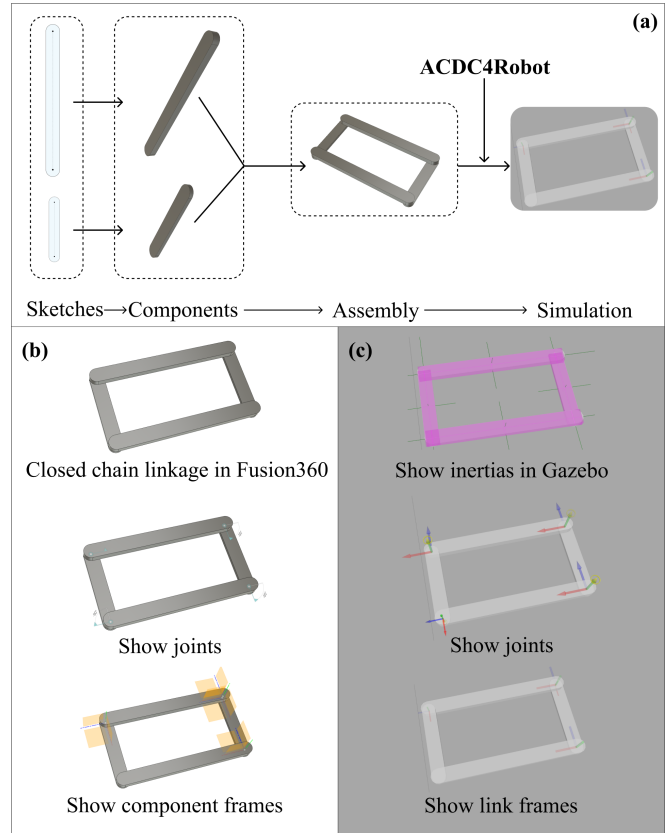 (a)
ACDC4Robot
Sketches
Components
Assembly
Simulation
(b)
Closed chain linkage in Fusion360
Show joints
Show component frames
(c)
Show inertias in Gazebo
Show joints
Show link frames